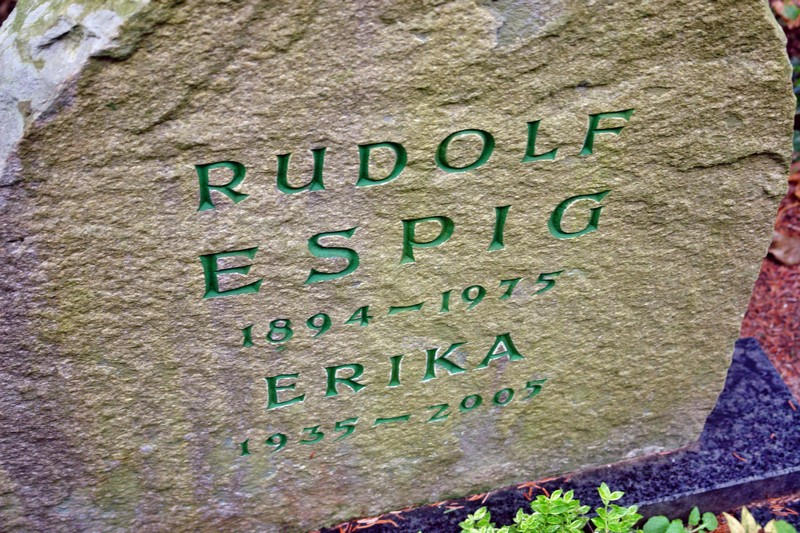 RUDOLF
ESPIG
1894–1975
ERIKA
1935–2005